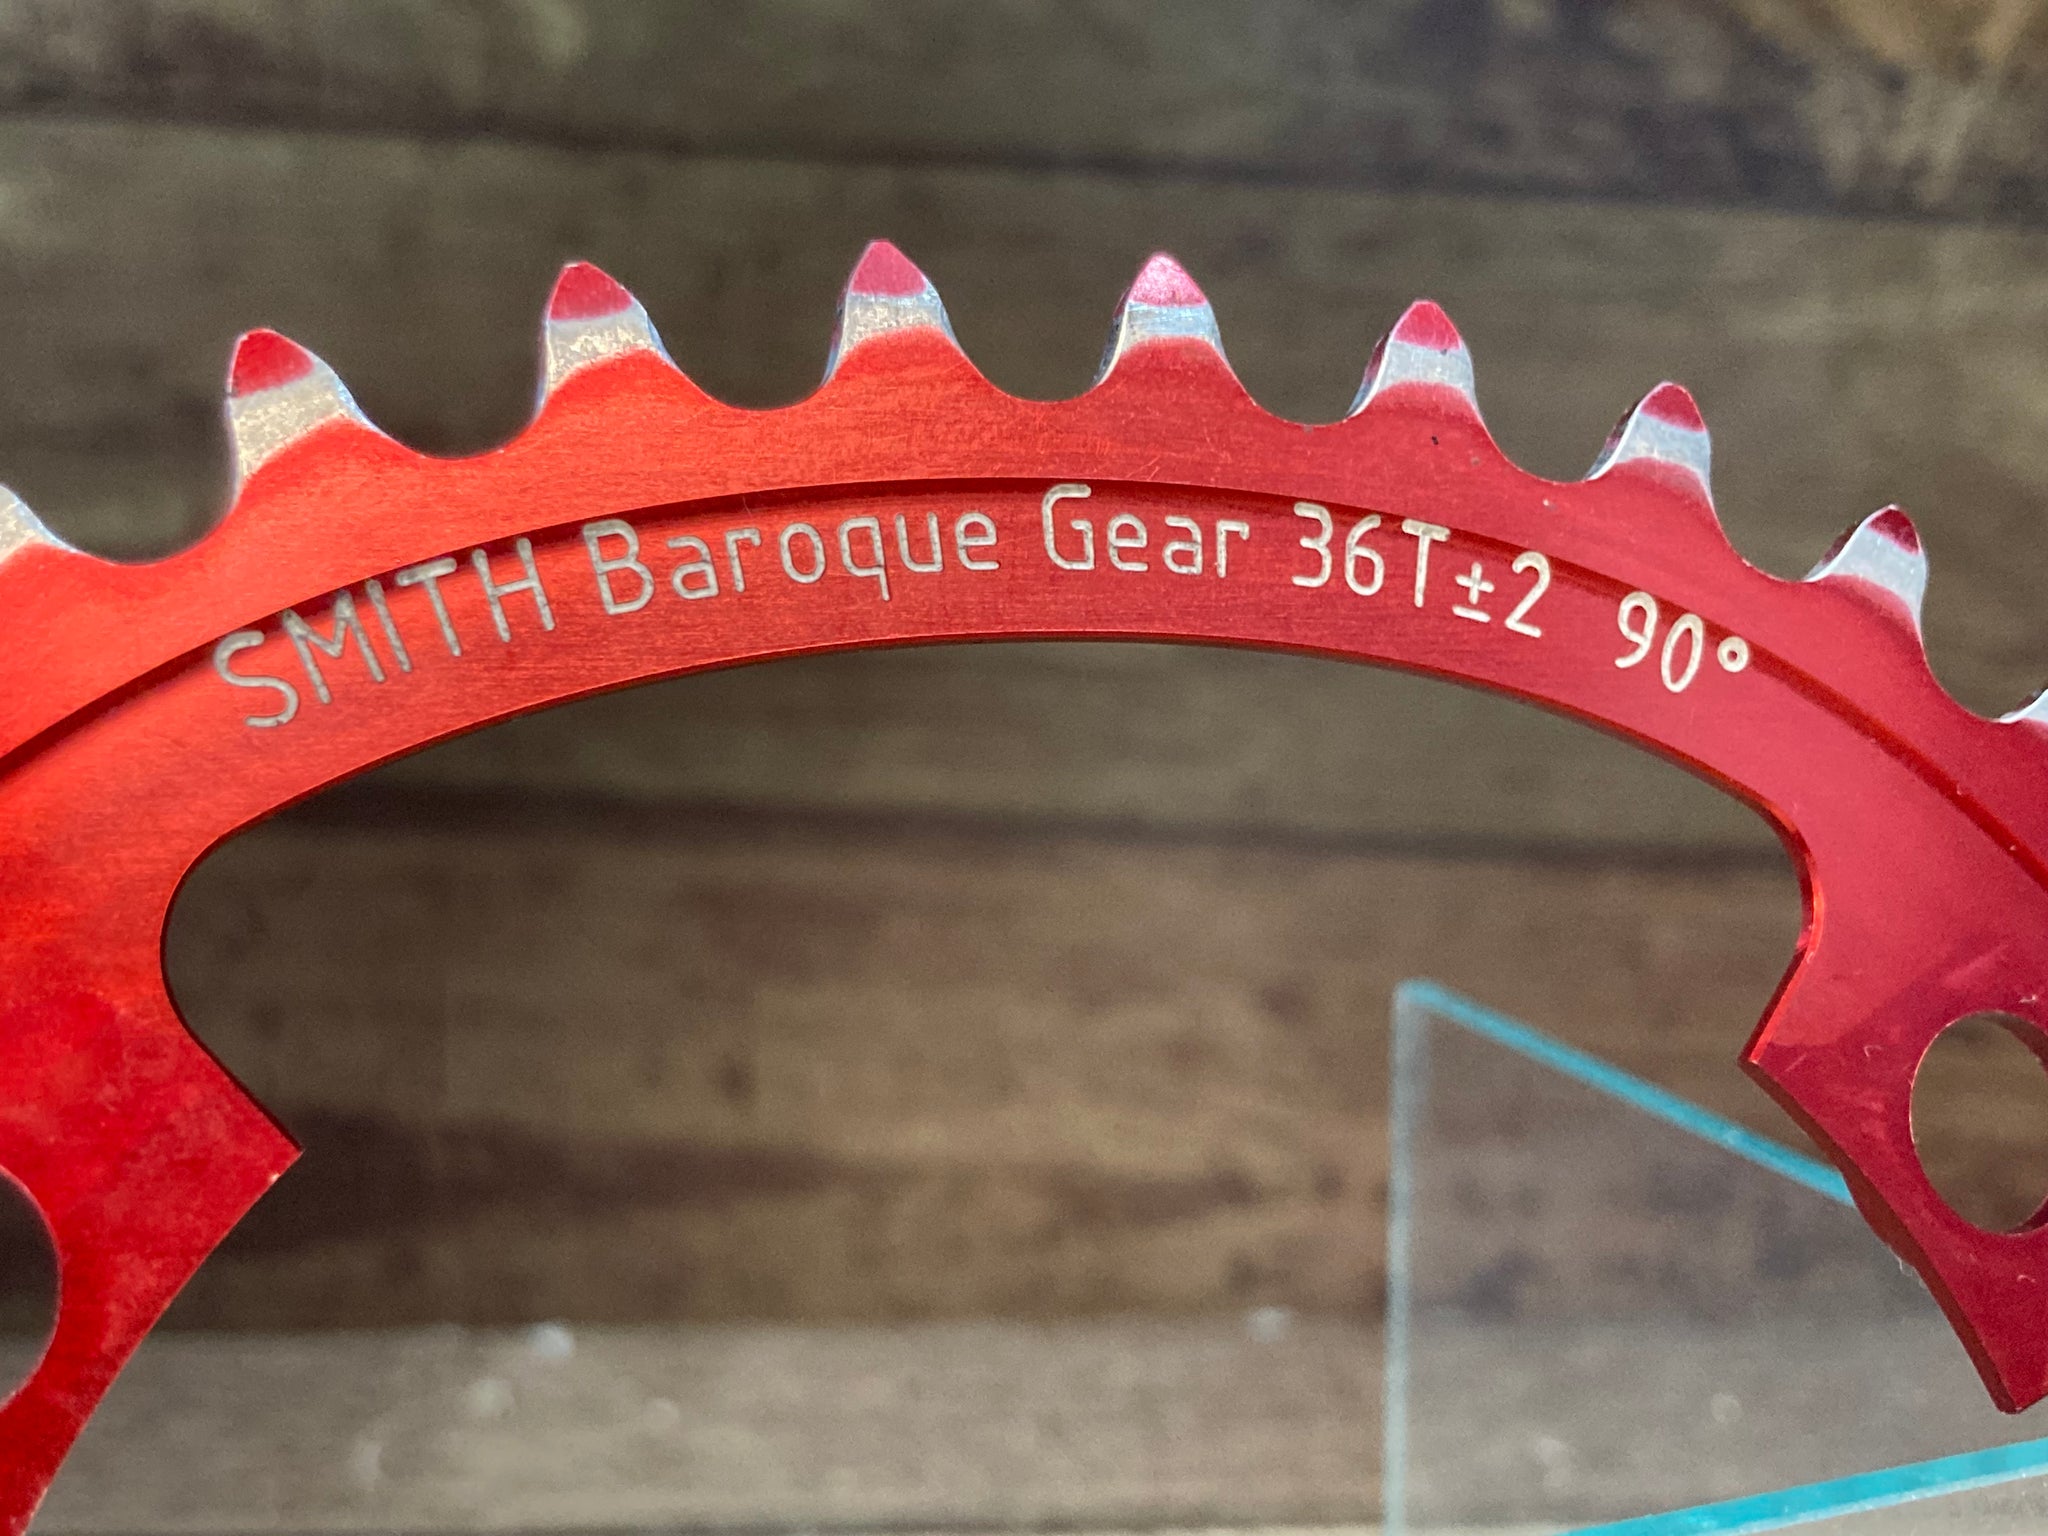 SMITH Baroque Gear 36T±2 90°